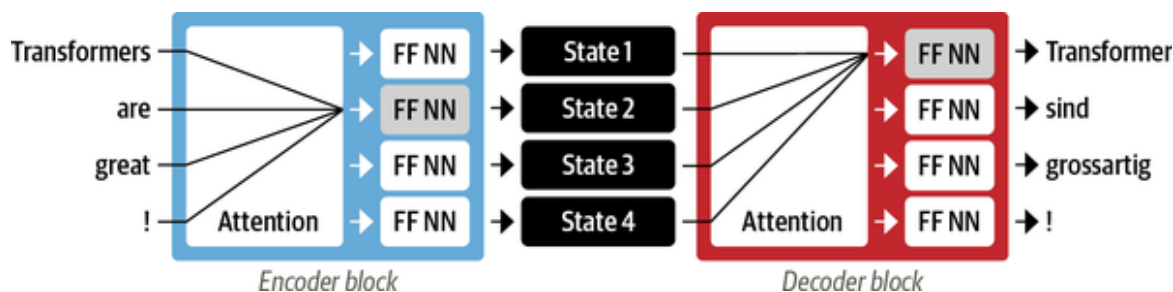 Transformers FF NN State 1 FF NN Transformer
are FF NN State 2 FF NN sind
great FF NN State 3 FF NN grossartig
! Attention FF NN State 4 Attention FF NN !
Encoder block Decoder block